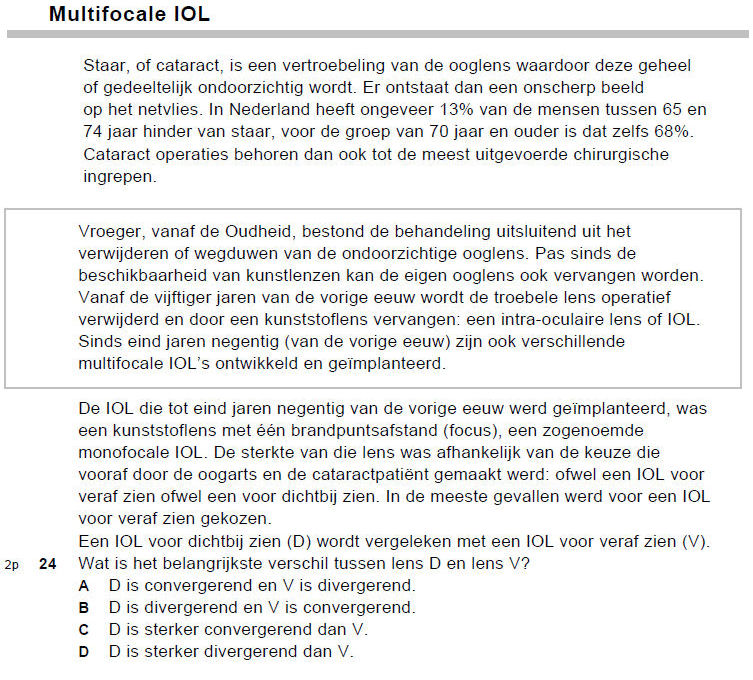 Multifocale IOL
Staar, of cataract, is een vertroebeling van de ooglens waardoor deze geheel
of gedeeltelijk ondoorzichtig wordt. Er ontstaat dan een onscherp beeld
op het netvlies. In Nederland heeft ongeveer 13% van de mensen tussen 65 en
74 jaar hinder van staar, voor de groep van 70 jaar en ouder is dat zelfs 68%.
Cataract operaties behoren dan ook tot de meest uitgevoerde chirurgische
ingrepen.
Vroeger, vanaf de Oudheid, bestond de behandeling uitsluitend uit het
verwijderen of wegduwen van de ondoorzichtige ooglens. Pas sinds de
beschikbaarheid van kunstlenzen kan de eigen ooglens ook vervangen worden.
Vanaf de vijftiger jaren van de vorige eeuw wordt de troebele lens operatief
verwijderd en door een kunststoflens vervangen: een intra-oculaire lens of IOL.
Sinds eind jaren negentig (van de vorige eeuw) zijn ook verschillende
multifocale IOL's ontwikkeld en geïmplanteerd.
De IOL die tot eind jaren negentig van de vorige eeuw werd geïmplanteerd, was
een kunststoflens met één brandpuntsafstand (focus), een zogenoemde
monofocale IOL. De sterkte van die lens was afhankelijk van de keuze die
vooraf door de oogarts en de cataractpatiënt gemaakt werd: ofwel een IOL voor
veraf zien ofwel een voor dichtbij zien. In de meeste gevallen werd voor een IOL
voor veraf zien gekozen.
Een IOL voor dichtbij zien (D) wordt vergeleken met een IOL voor veraf zien (V).
2p 24 Wat is het belangrijkste verschil tussen lens D en lens V?
A D is convergerend en V is divergerend.
B D is divergerend en V is convergerend.
C D is sterker convergerend dan V.
D D is sterker divergerend dan V.